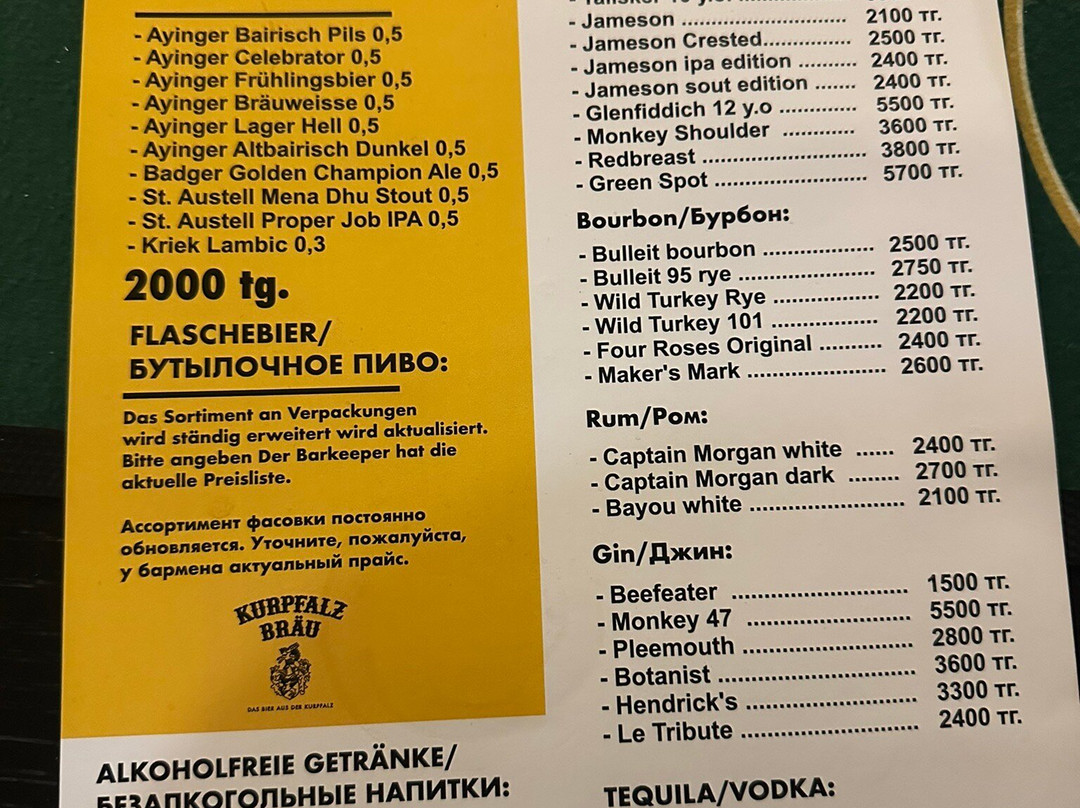 - Ayinger Bairisch Pils 0,5
- Ayinger Celebrator 0,5
- Ayinger Frühlingsbier 0,5
- Ayinger Bräuweisse 0,5
- Ayinger Lager Hell 0,5
- Ayinger Altbairisch Dunkel 0,5
- Badger Golden Champion Ale 0,5
- St. Austell Mena Dhu Stout 0,5
- St. Austell Proper Job IPA 0,5
- Kriek Lambic 0,3
2000 tg.
FLASCHEBIER/
БУТЫЛОЧНОЕ ПИВО:
Das Sortiment an Verpackungen
wird ständig erweitert wird aktualisiert.
Bitte angeben Der Barkeeper hat die
aktuelle Preisliste.
Ассортимент фасовки постоянно
обновляется. Уточните, пожалуйста,
у бармена актуальный прайс.
KURPFALZ
BRÄU
DAS BIER AUS DER KURPFALZ
ALKOHOLFREIE GETRÄNKE/
БЕЗАЛКОГОЛЬНЫЕ НАПИТКИ:
- Jameson ........................ 2100 тг.
- Jameson Crested............... 2500 тг.
- Jameson ipa edition .......... 2400 тг.
- Jameson sout edition ....... 2400 тг.
- Glenfiddich 12 y.o ............. 5500 тг.
- Monkey Shoulder ............ 3600 тг.
- Redbreast ............................ 3800 тг.
- Green Spot .......................... 5700 тг.
Bourbon/Бурбон:
- Bulleit bourbon ................... 2500 тг.
- Bulleit 95 rye ....................... 2750 тг.
- Wild Turkey Rye .................. 2200 тг.
- Wild Turkey 101 .................. 2200 тг.
- Four Roses Original .......... 2400 тг.
- Maker's Mark ....................... 2600 тг.
Rum/Ром:
- Captain Morgan white ...... 2400 тг.
- Captain Morgan dark ........ 2700 тг.
- Bayou white .......................... 2100 тг.
Gin/Джин:
- Beefeater .............................. 1500 тг.
- Monkey 47 ........................... 5500 тг.
- Pleemouth ............................ 2800 тг.
- Botanist ................................. 3600 тг.
- Hendrick's ............................. 3300 тг.
- Le Tribute .............................. 2400 тг.
TEQUILA/VODKA: